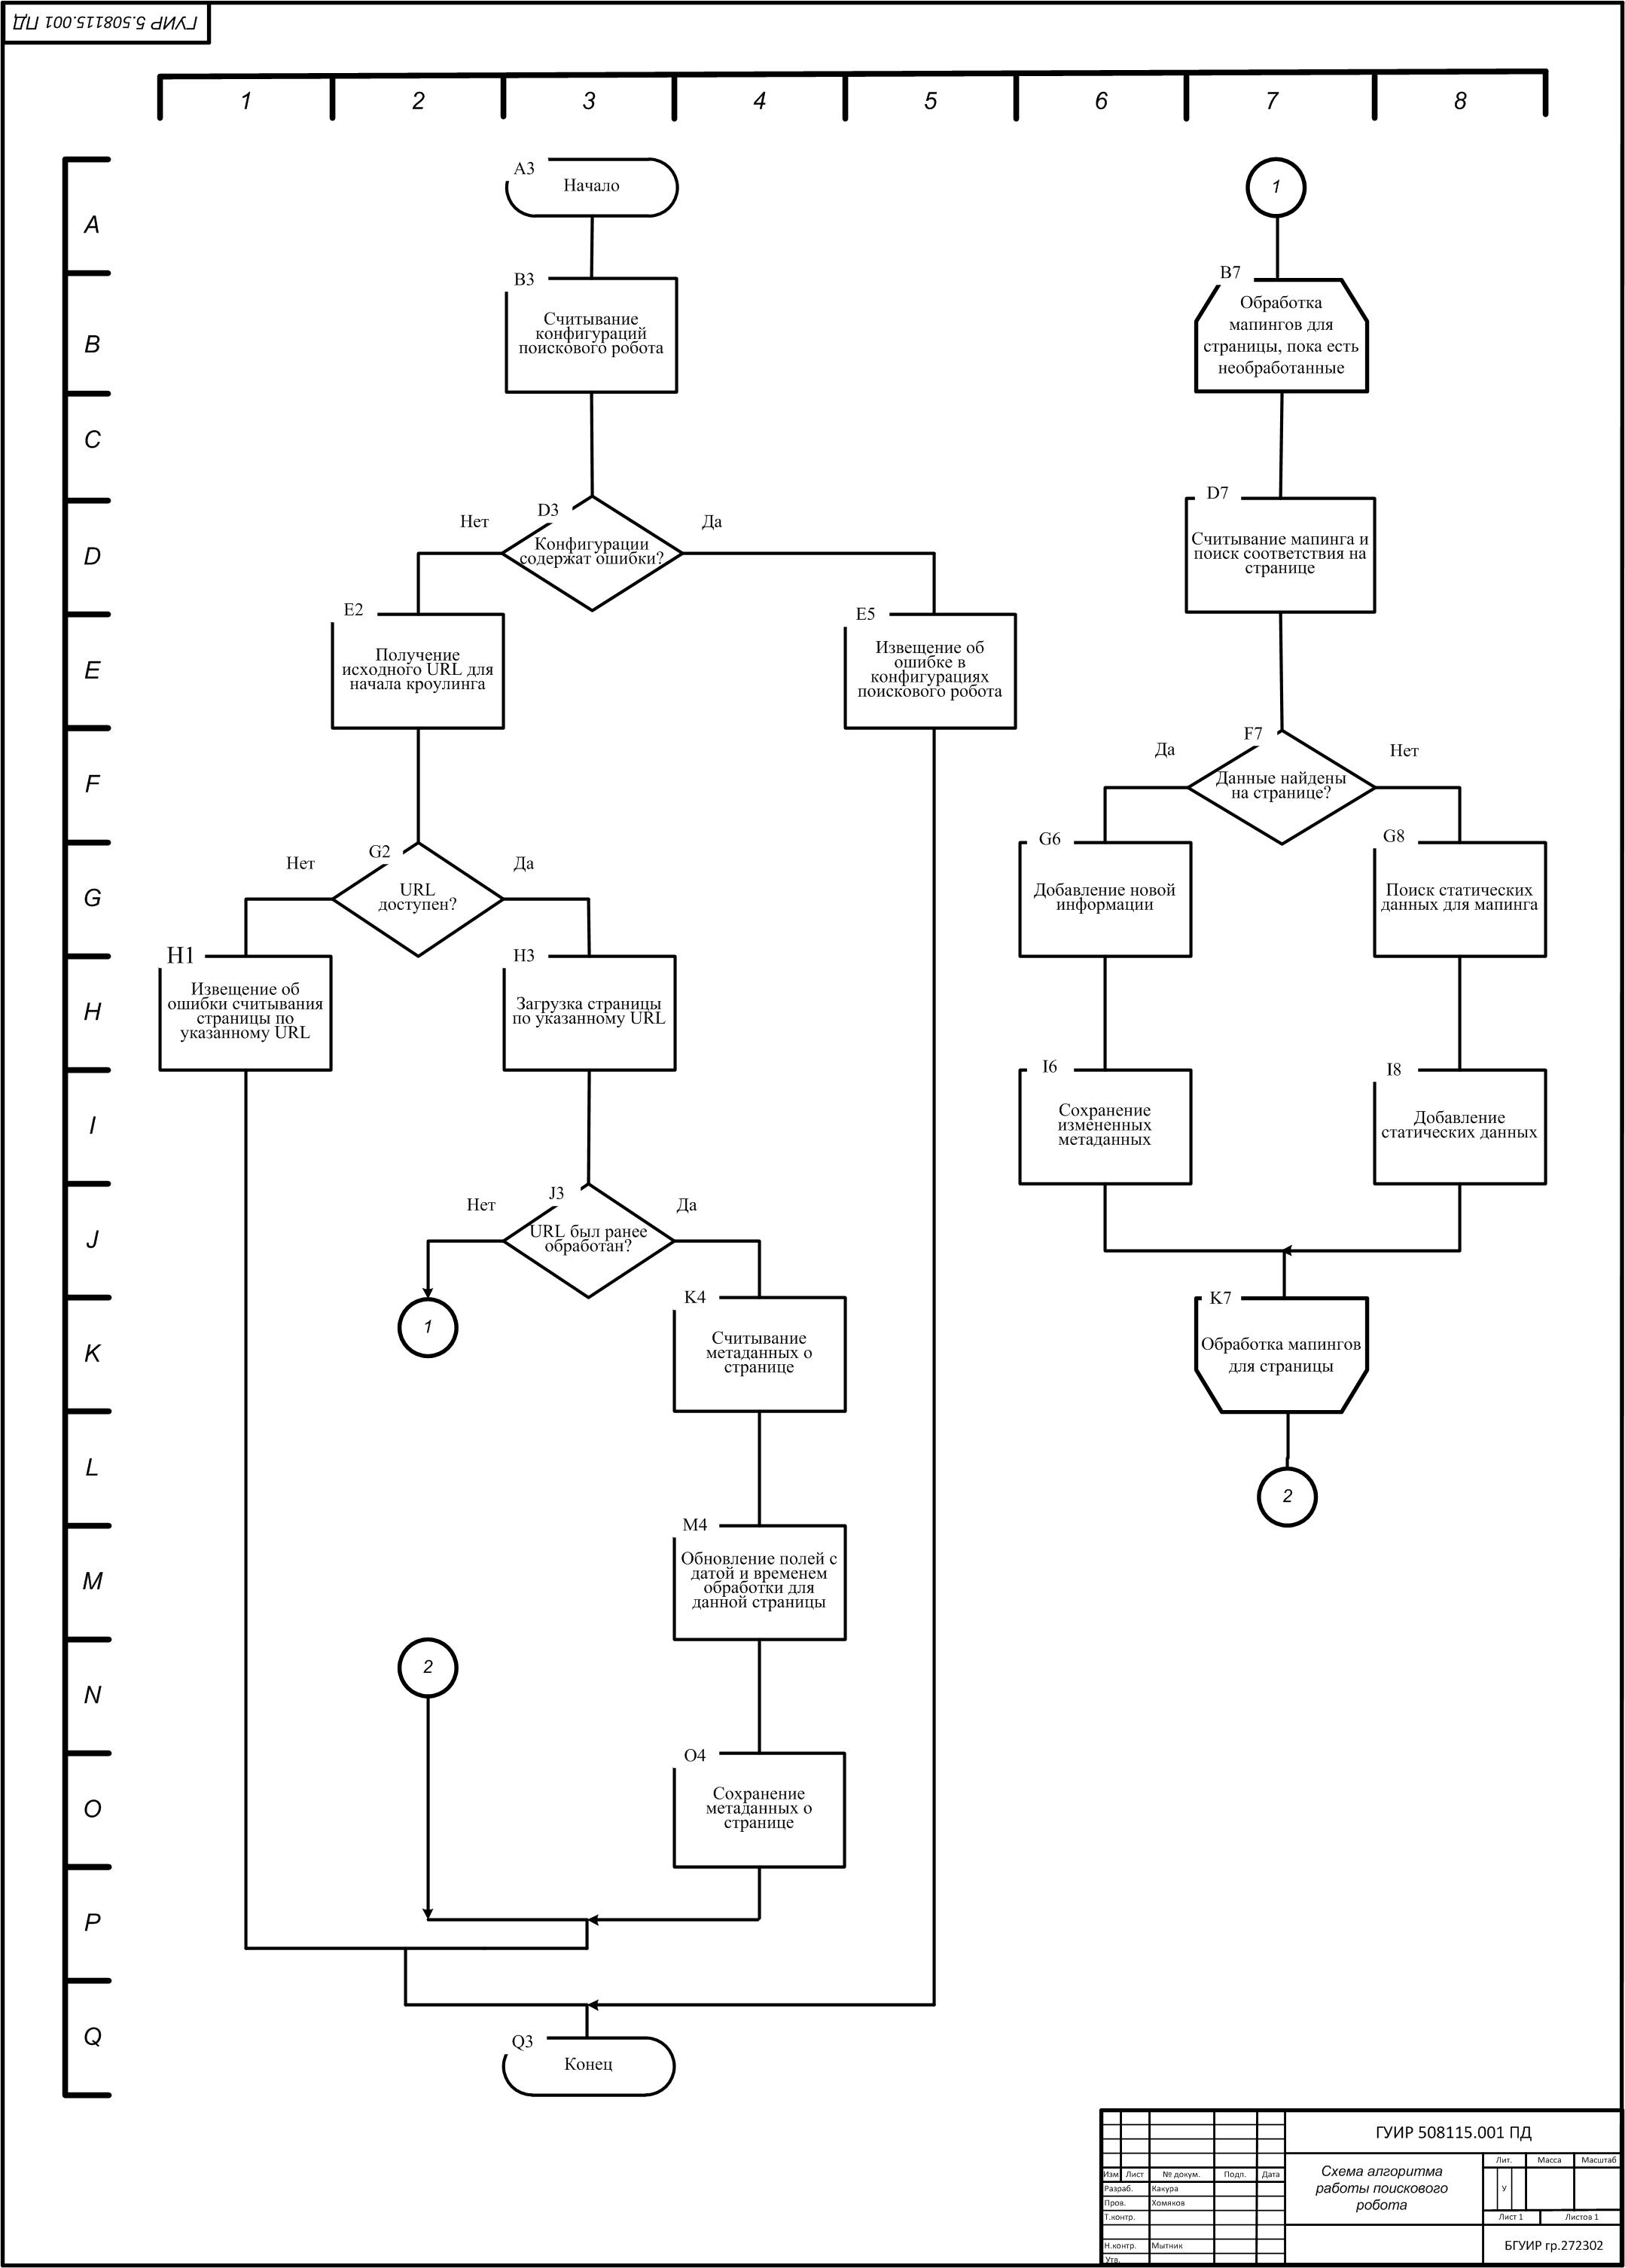 ГУИР 5.508115.001 ПД
1 2 3 4 5 6 7 8
A
B
C
D
E
F
G
H
I
J
K
L
M
N
O
P
Q
A3
Начало
B3
Считывание
конфигураций
поискового робота
D3
Конфигурации
содержат ошибки?
Нет
Да
E2
Получение
исходного URL для
начала кроулинга
E5
Извещение об
ошибке в
конфигурациях
поискового робота
G2
URL
доступен?
Нет
Да
H1
Извещение об
ошибки считывания
страницы по
указанному URL
H3
Загрузка страницы
по указанному URL
J3
URL был ранее
обработан?
Нет
Да
1
K4
Считывание
метаданных о
странице
M4
Обновление полей с
датой и временем
обработки для
данной страницы
2
O4
Сохранение
метаданных о
странице
Q3
Конец
1
B7
Обработка
мапингов для
страницы, пока есть
необработанные
D7
Считывание мапинга и
поиск соответствия на
странице
F7
Данные найдены
на странице?
Да
Нет
G6
Добавление новой
информации
G8
Поиск статических
данных для мапинга
I6
Сохранение
измененных
метаданных
I8
Добавление
статических данных
K7
Обработка мапингов
для страницы
2
ГУИР 508115.001 ПД
Изм. Лист № докум. Подп. Дата
Разраб. Какура
Пров. Хомяков
Т.контр.
Н.контр. Мытник
Утв.
Схема алгоритма
работы поискового
робота
Лит. Масса Масштаб
У
Лист 1 Листов 1
БГУИР гр.272302